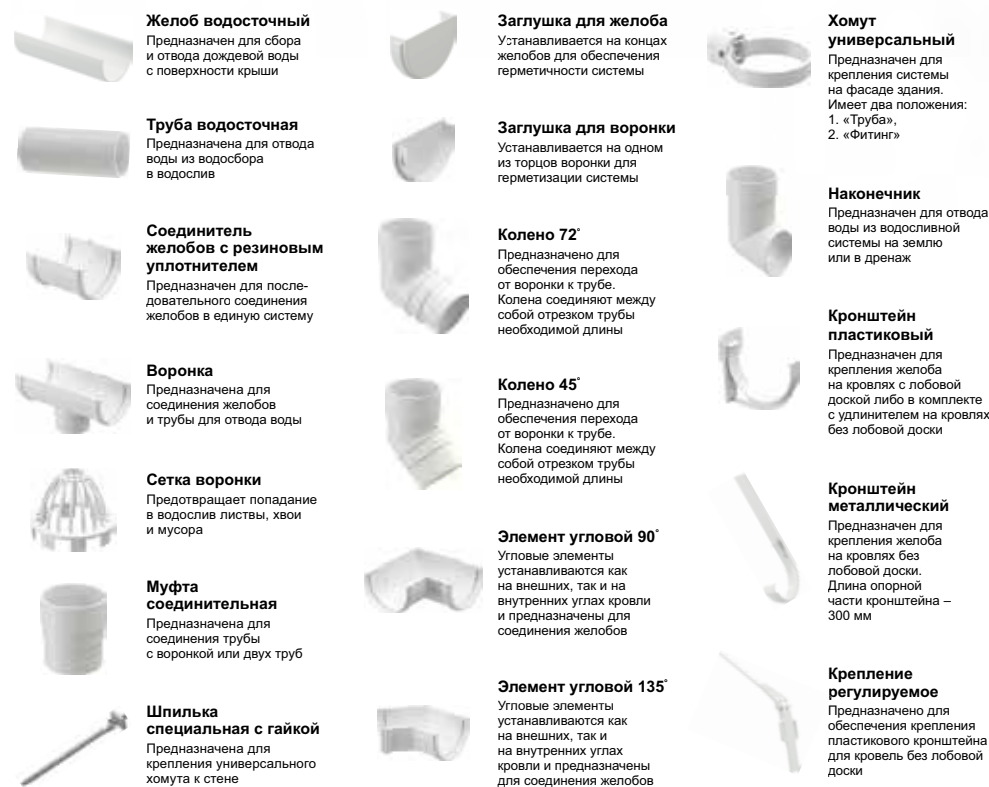 Желоб водосточный
Предназначен для сбора
и отвода дождевой воды
с поверхности крыши
Труба водосточная
Предназначена для отвода
воды из водосбора
в водослив
Соединитель
желобов с резиновым
уплотнителем
Предназначен для после-
довательного соединения
желобов в единую систему
Воронка
Предназначена для
соединения желобов
и трубы для отвода воды
Сетка воронки
Предотвращает попадание
в водослив листвы, хвои
и мусора
Муфта
соединительная
Предназначена для
соединения трубы
с воронкой или двух труб
Шпилька
специальная с гайкой
Предназначена для
крепления универсального
хомута к стене
Заглушка для желоба
Устанавливается на концах
желобов для обеспечения
герметичности системы
Заглушка для воронки
Устанавливается на одном
из торцов воронки для
герметизации системы
Колено 72°
Предназначено для
обеспечения перехода
от воронки к трубе.
Колена соединяют между
собой отрезком трубы
необходимой длины
Колено 45°
Предназначено для
обеспечения перехода
от воронки к трубе.
Колена соединяют между
собой отрезком трубы
необходимой длины
Элемент угловой 90°
Угловые элементы
устанавливаются как
на внешних, так и на
внутренних углах кровли
и предназначены для
соединения желобов
Элемент угловой 135°
Угловые элементы
устанавливаются как
на внешних, так и
на внутренних углах
кровли и предназначены
для соединения желобов
Хомут
универсальный
Предназначен для
крепления системы
на фасаде здания.
Имеет два положения:
1. «Труба»,
2. «Фитинг»
Наконечник
Предназначен для отвода
воды из водосливной
системы на землю
или в дренаж
Кронштейн
пластиковый
Предназначен для
крепления желоба
на кровлях с лобовой
доской либо в комплекте
с удлинителем на кровлях
без лобовой доски
Кронштейн
металлический
Предназначен для
крепления желоба
на кровлях без
лобовой доски.
Длина опорной
части кронштейна –
300 мм
Крепление
регулируемое
Предназначено для
обеспечения крепления
пластикового кронштейна
для кровель без лобовой
доски